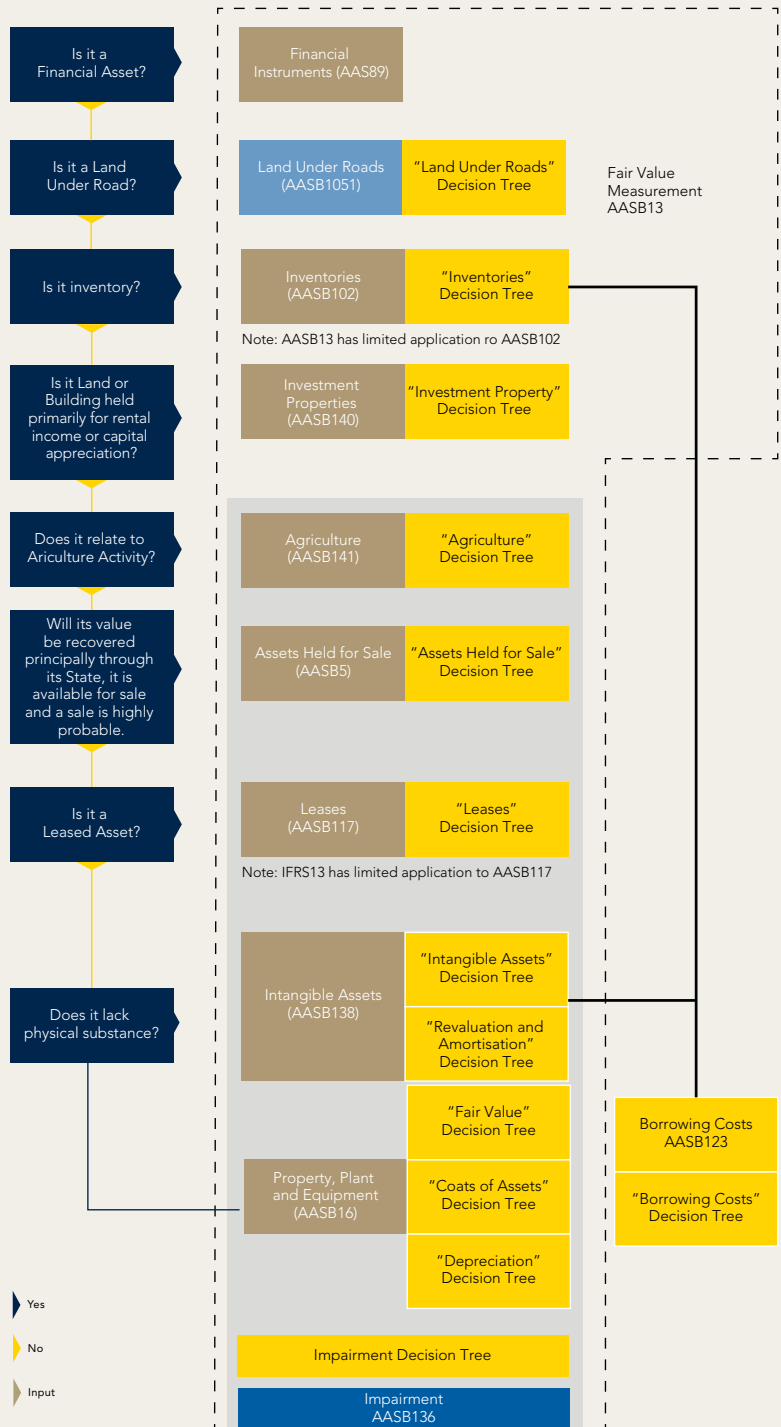 Is it a
Financial Asset?
Financial
Instruments (AAS89)
Is it a Land
Under Road?
Land Under Roads
(AASB1051)
“Land Under Roads”
Decision Tree
Fair Value
Measurement
AASB13
Is it inventory?
Inventories
(AASB102)
“Inventories”
Decision Tree
Note: AASB13 has limited application ro AASB102
Is it Land or
Building held
primarily for rental
income or capital
appreciation?
Investment
Properties
(AASB140)
“Investment Property”
Decision Tree
Does it relate to
Ariculture Activity?
Agriculture
(AASB141)
“Agriculture”
Decision Tree
Will its value
be recovered
principally through
its State, it is
available for sale
and a sale is highly
probable.
Assets Held for Sale
(AASB5)
“Assets Held for Sale”
Decision Tree
Is it a
Leased Asset?
Leases
(AASB117)
“Leases”
Decision Tree
Note: IFRS13 has limited application to AASB117
Does it lack
physical substance?
Intangible Assets
(AASB138)
“Intangible Assets”
Decision Tree
“Revaluation and
Amortisation”
Decision Tree
“Fair Value”
Decision Tree
Property, Plant
and Equipment
(AASB16)
“Coats of Assets”
Decision Tree
“Depreciation”
Decision Tree
Borrowing Costs
AASB123
“Borrowing Costs”
Decision Tree
Yes
No
Input
Impairment Decision Tree
Impairment
AASB136